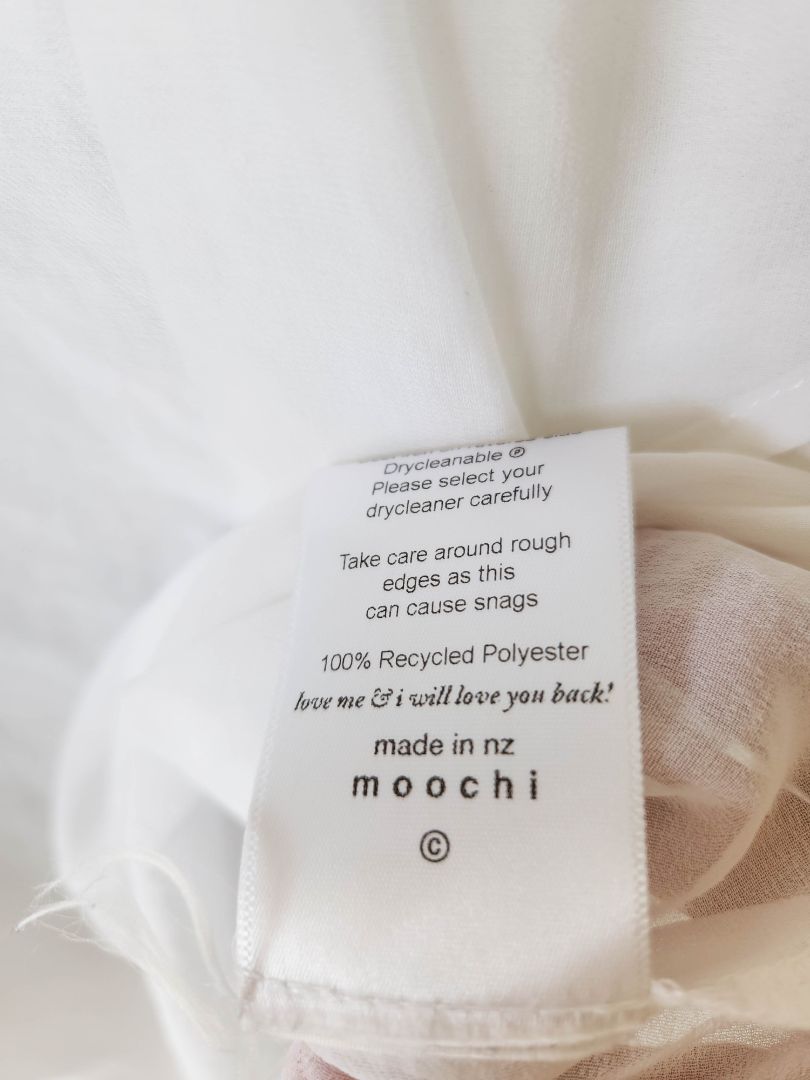 Drycleanable Ⓟ
Please select your
drycleaner carefully
Take care around rough
edges as this
can cause snags
100% Recycled Polyester
love me & i will love you back!
made in nz
moochi
©